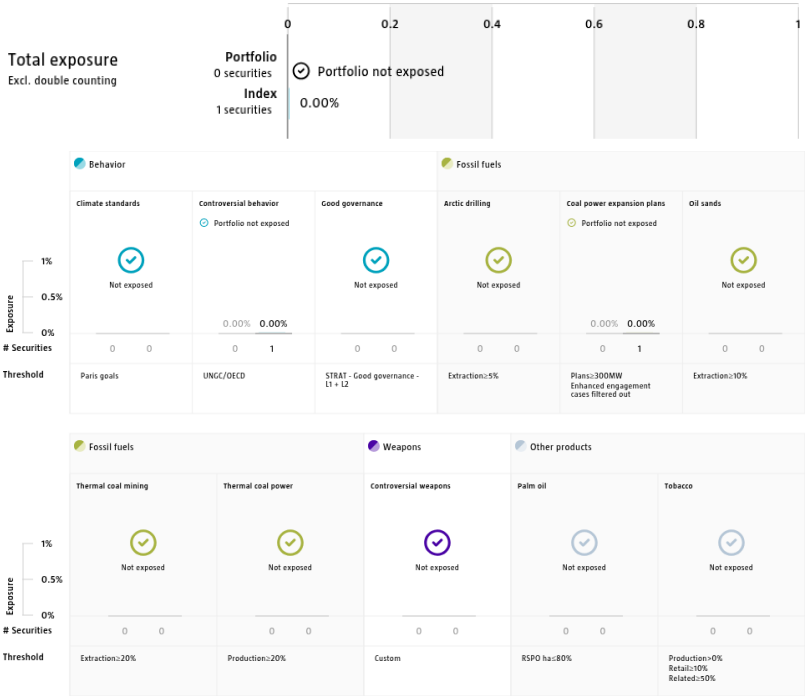 0 0.2 0.4 0.6 0.8 1
Total exposure
Excl. double counting
Portfolio
0 securities
Portfolio not exposed
Index
1 securities
0.00%
Behavior
Fossil fuels
Climate standards
Controversial behavior
Good governance
Arctic drilling
Coal power expansion plans
Oil sands
Portfolio not exposed
Portfolio not exposed
Not exposed
Not exposed
Not exposed
Not exposed
Exposure
1%
0.5%
0%
0.00% 0.00%
0.00% 0.00%
# Securities
0 0
0 1
0 0
0 0
0 1
0 0
Threshold
Paris goals
UNGC/OECD
STRAT - Good governance -
L1 + L2
Extraction≥5%
Plans≥300MW
Enhanced engagement
cases filtered out
Extraction≥10%
Fossil fuels
Weapons
Other products
Thermal coal mining
Thermal coal power
Controversial weapons
Palm oil
Tobacco
Not exposed
Not exposed
Not exposed
Not exposed
Not exposed
Exposure
1%
0.5%
0%
# Securities
0 0
0 0
0 0
0 0
0 0
Threshold
Extraction≥20%
Production≥20%
Custom
RSPO ha≤80%
Production>0%
Retail≥10%
Related≥50%